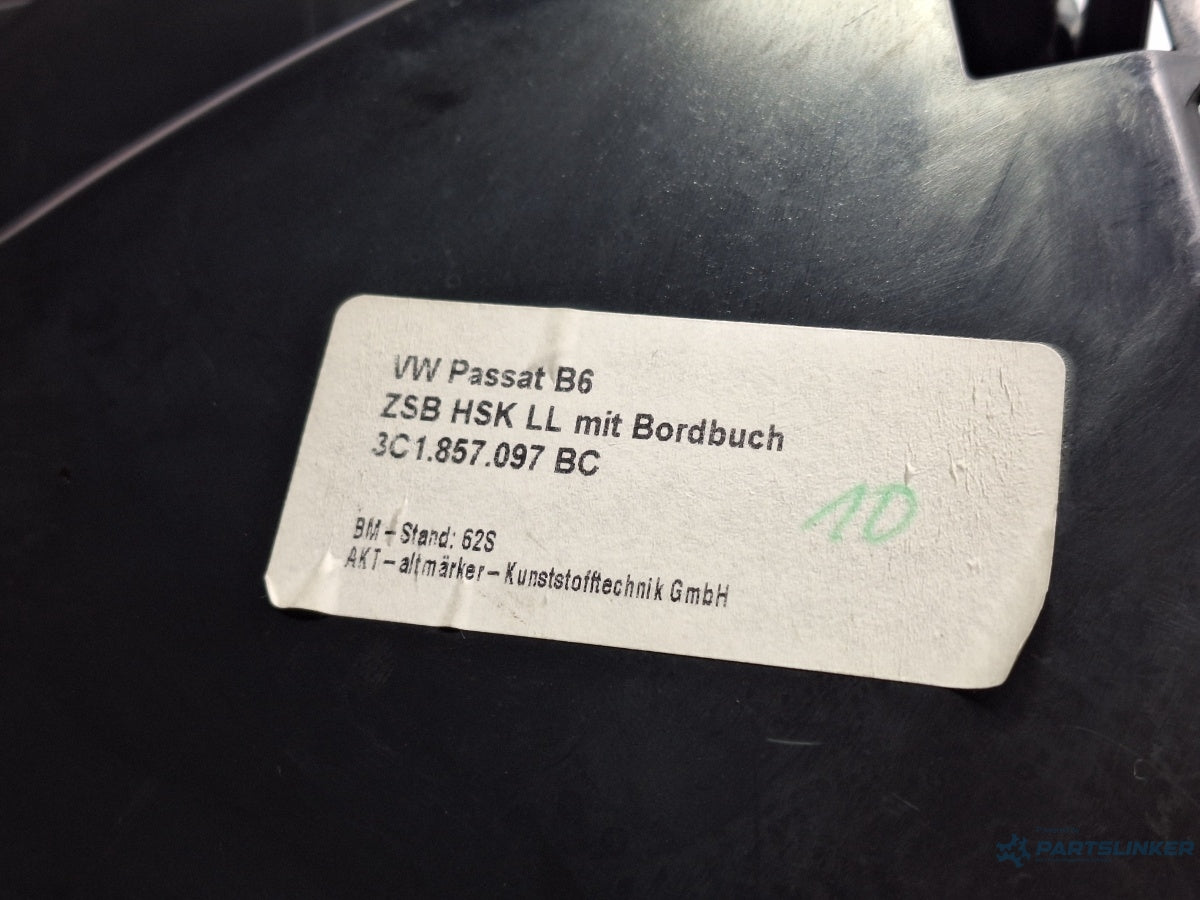 VW Passat B6
ZSB HSK LL mit Bordbuch
3C1.857.097 BC
10
BM-Stand: 62S
AKT-altmärker-Kunststofftechnik GmbH
PARTSLINKER